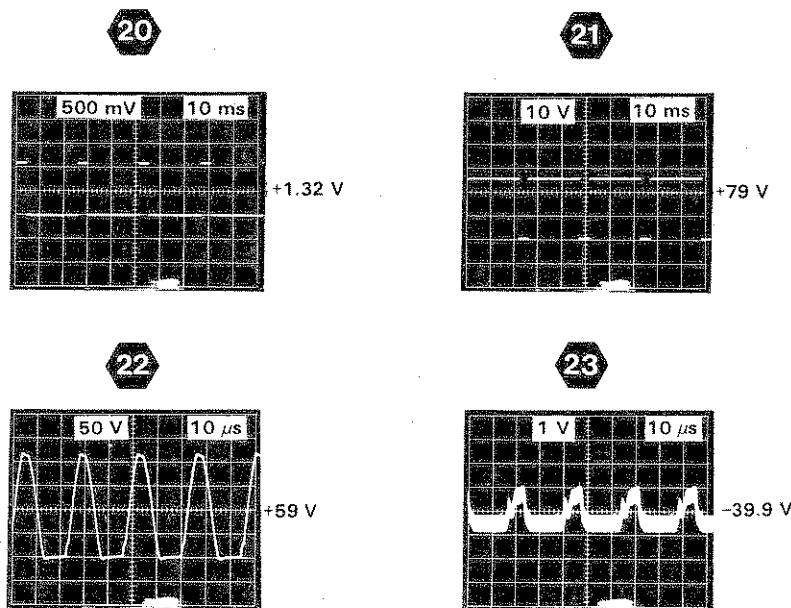 20
21
500 mV 10 ms
+1.32 V
10 V 10 ms
+79 V
22
23
50 V 10 μs
+59 V
1 V 10 μs
-39.9 V